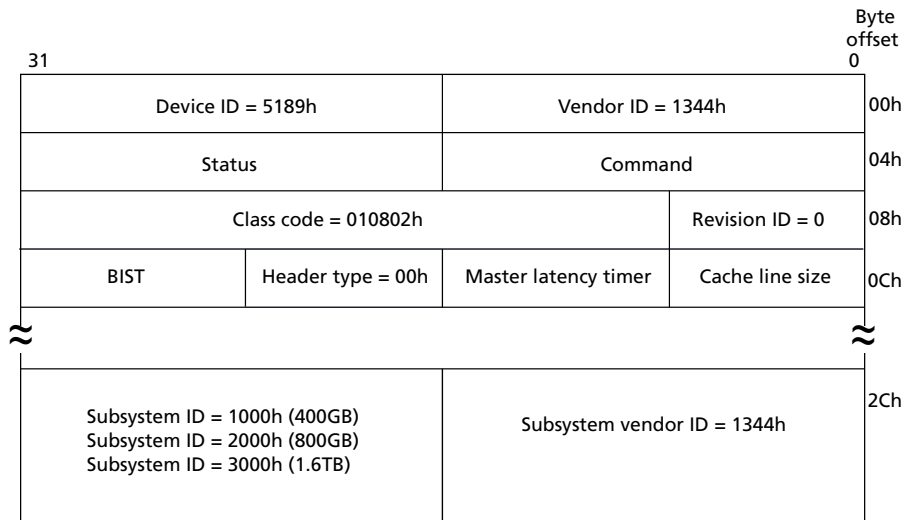 Byte
offset
31
0
Device ID = 5189h
Vendor ID = 1344h
00h
Status
Command
04h
Class code = 010802h
Revision ID = 0
08h
BIST
Header type = 00h
Master latency timer
Cache line size
0Ch
≈
≈
Subsystem ID = 1000h (400GB)
Subsystem ID = 2000h (800GB)
Subsystem ID = 3000h (1.6TB)
Subsystem vendor ID = 1344h
2Ch